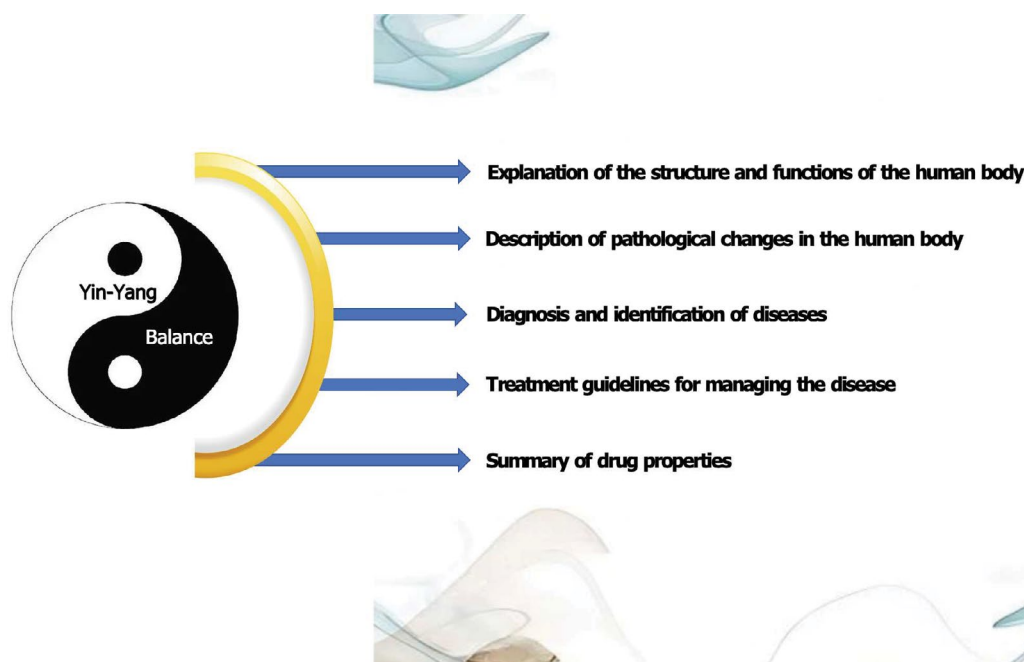 Explanation of the structure and functions of the human body
Description of pathological changes in the human body
Yin-Yang
Balance
Diagnosis and identification of diseases
Treatment guidelines for managing the disease
Summary of drug properties